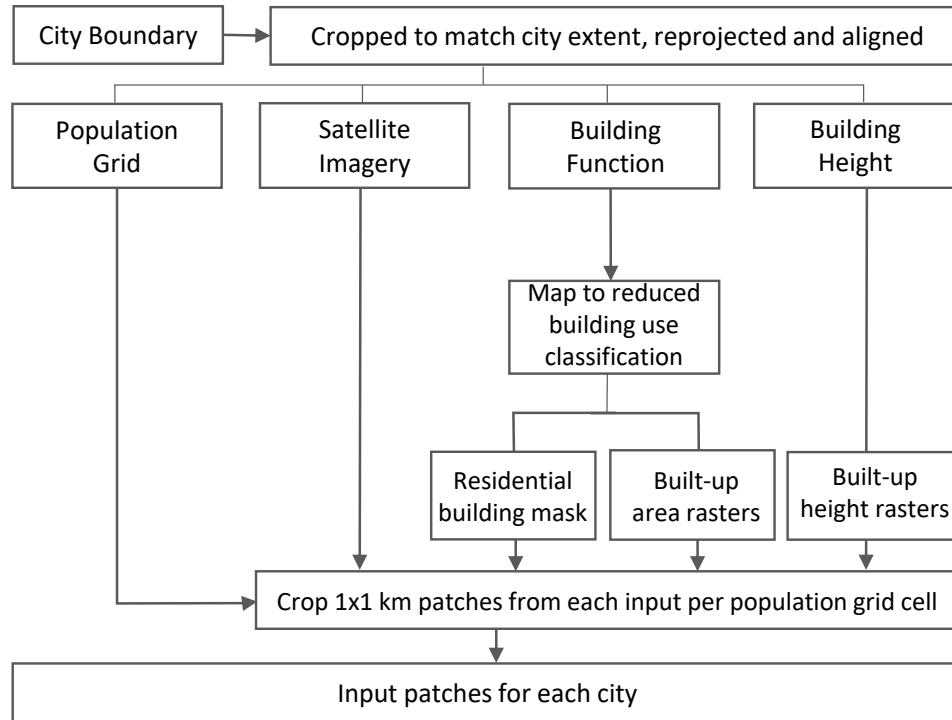 City Boundary
Cropped to match city extent, reprojected and aligned
Population
Grid
Satellite
Imagery
Building
Function
Building
Height
Map to reduced
building use
classification
Residential
building mask
Built-up
area rasters
Built-up
height rasters
Crop 1x1 km patches from each input per population grid cell
Input patches for each city